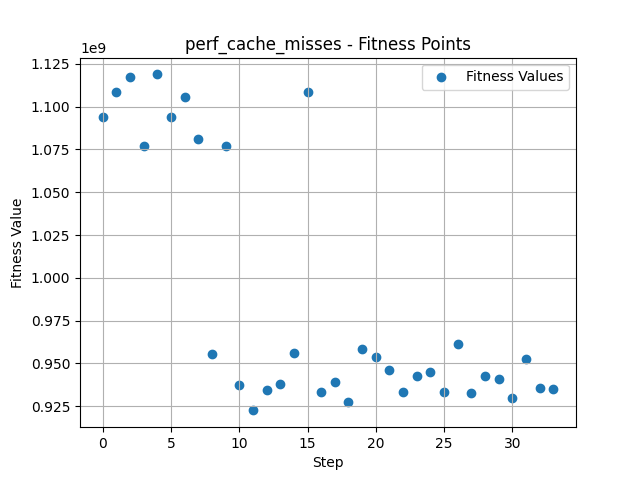 perf_cache_misses - Fitness Points
1e9
Fitness Values
1.125
1.100
1.075
1.050
1.025
1.000
0.975
0.950
0.925
Fitness Value
0 5 10 15 20 25 30
Step